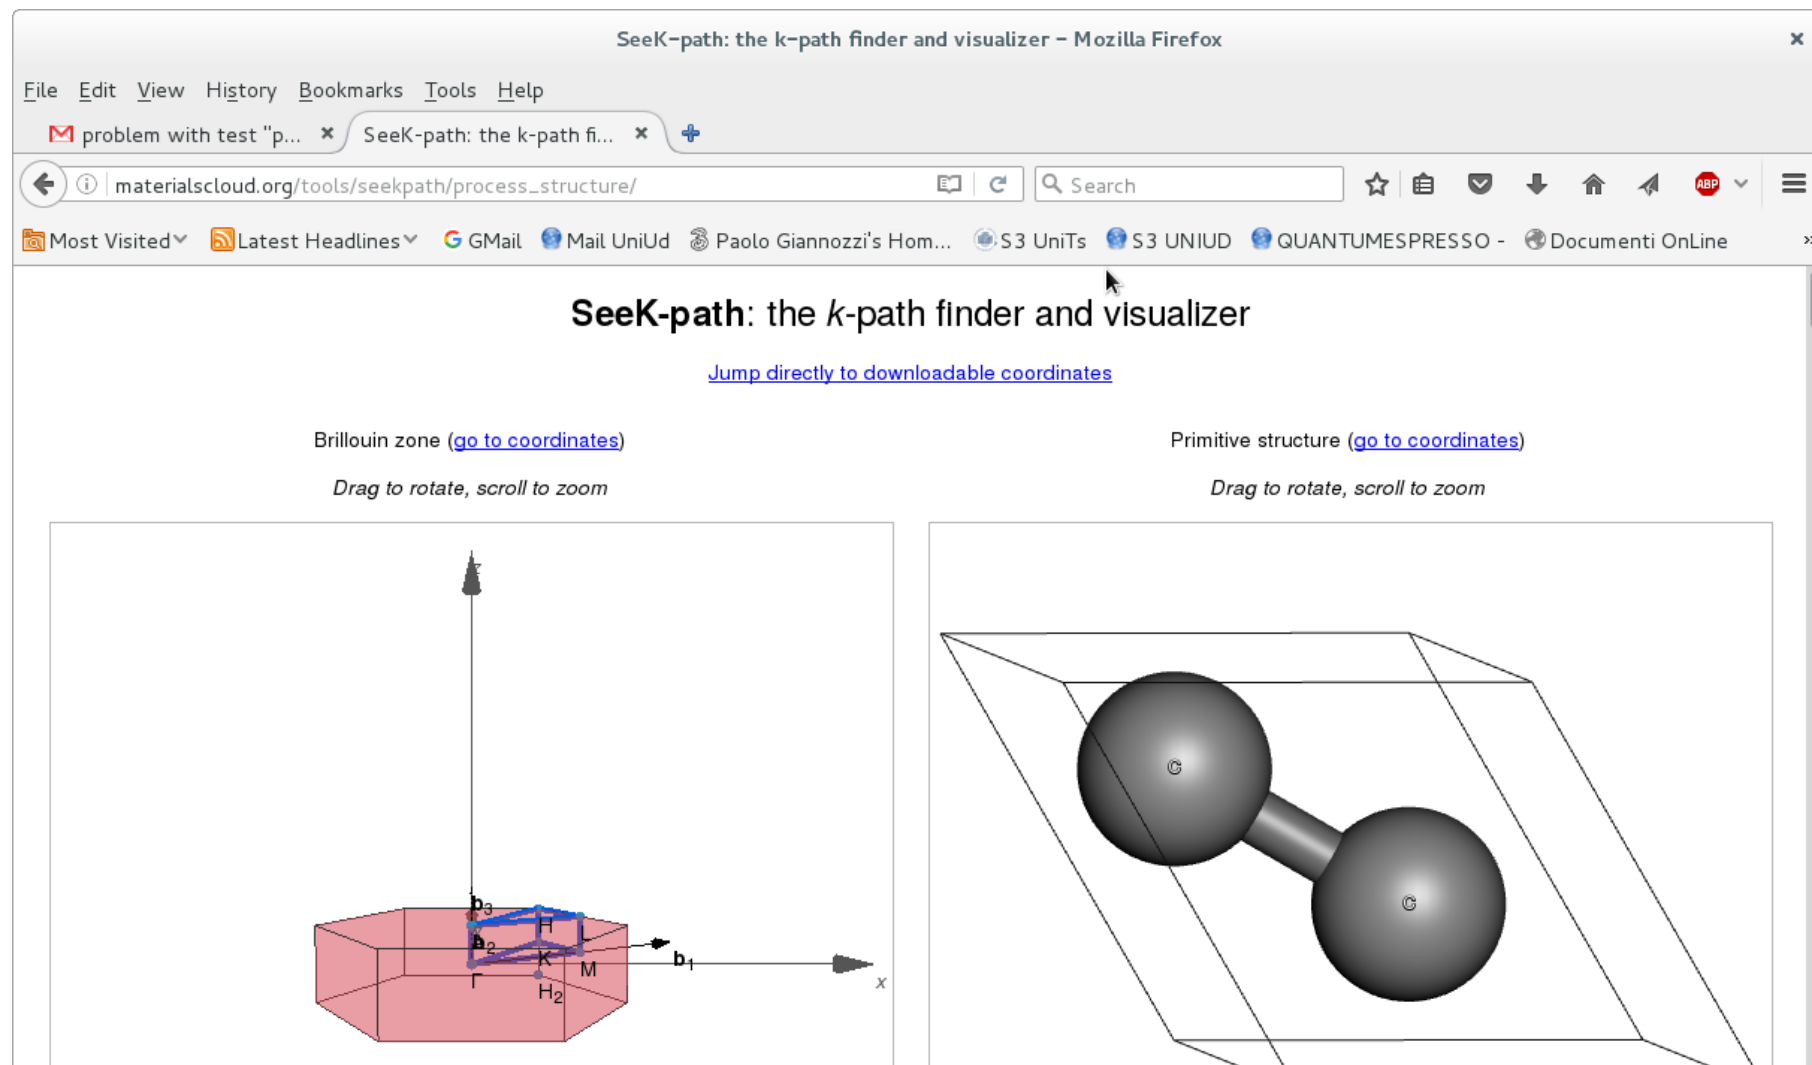 SeeK-path: the k-path finder and visualizer – Mozilla Firefox
File Edit View History Bookmarks Tools Help
problem with test "p... SeeK-path: the k-path fi...
materialscloud.org/tools/seekpath/process_structure/ Search ABP
Most Visited Latest Headlines GMail Mail UniUd Paolo Giannozzi's Hom... S3 UniTs S3 UNIUD QUANTUMESPRESSO - Documenti OnLine »
SeeK-path: the k-path finder and visualizer
Jump directly to downloadable coordinates
Brillouin zone (go to coordinates) Primitive structure (go to coordinates)
Drag to rotate, scroll to zoom Drag to rotate, scroll to zoom
z
C
b3
H L
b2
C
K b1
M
Γ x
H2